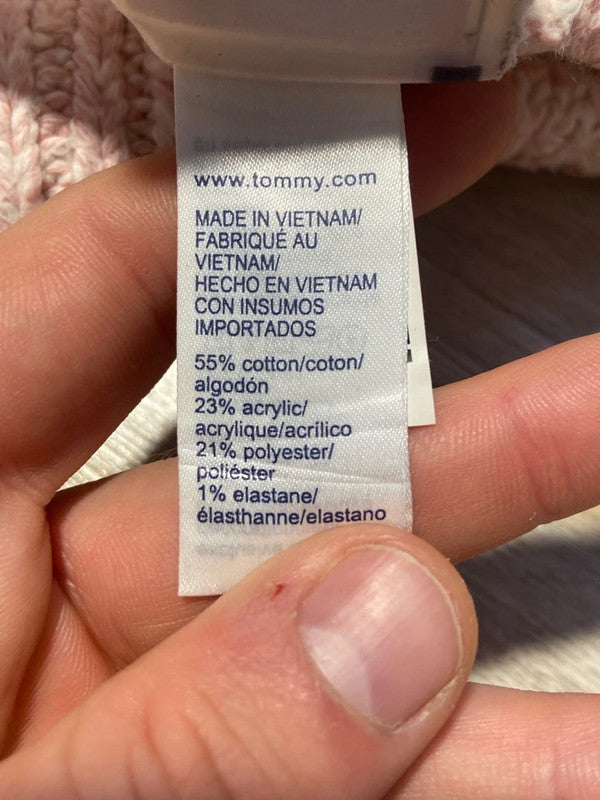 www.tommy.com
MADE IN VIETNAM/
FABRIQUÉ AU
VIETNAM/
HECHO EN VIETNAM
CON INSUMOS
IMPORTADOS
55% cotton/coton/
algodón
23% acrylic/
acrylique/acrílico
21% polyester/
poliéster
1% elastane/
élasthanne/elastano